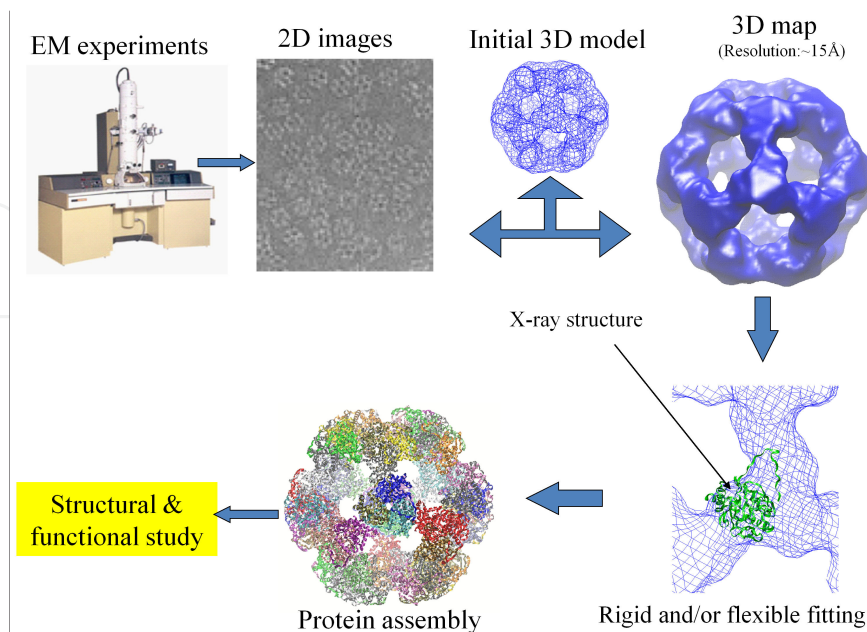 EM experiments
2D images
Initial 3D model
3D map
(Resolution:~15Å)
X-ray structure
Structural &
functional study
Protein assembly
Rigid and/or flexible fitting